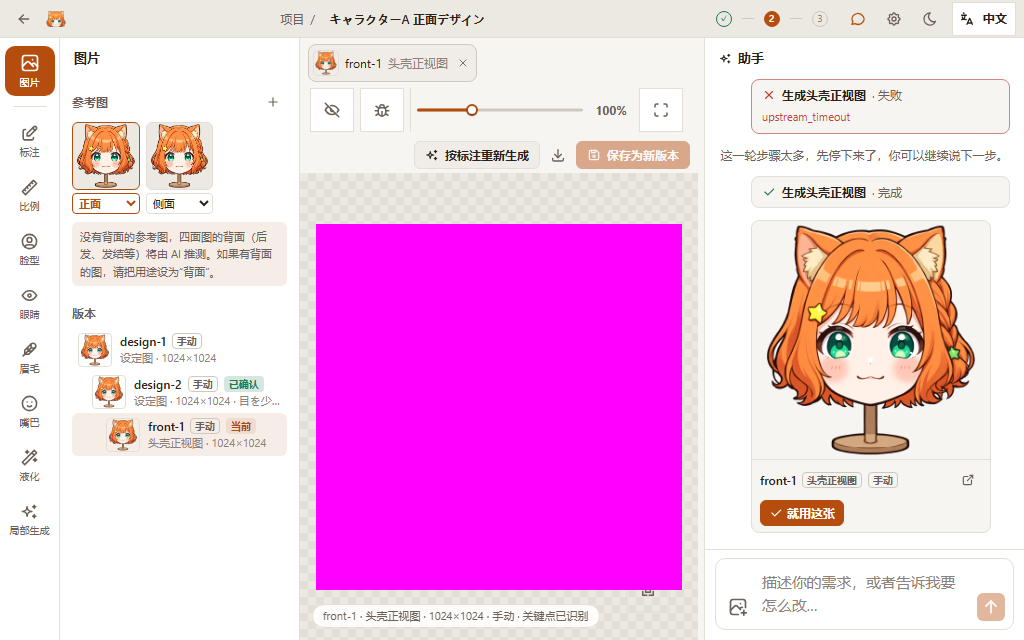 项目 / キャラクターA 正面デザイン
2
3
中文
图片
标注
比例
脸型
眼睛
眉毛
嘴巴
液化
局部生成
图片
参考图
正面
侧面
没有背面的参考图，四面图的背面（后
发、发结等）将由 AI 推测。如果有背面
的图，请把用途设为“背面”。
版本
design-1 手动
设定图 · 1024×1024
design-2 手动 已确认
设定图 · 1024×1024 · 目を少...
front-1 手动 当前
头壳正视图 · 1024×1024
front-1 头壳正视图
100%
按标注重新生成
保存为新版本
front-1 · 头壳正视图 · 1024×1024 · 手动 · 关键点已识别
助手
生成头壳正视图 · 失败
upstream_timeout
这一轮步骤太多，先停下来了，你可以继续说下一步。
生成头壳正视图 · 完成
front-1 头壳正视图 手动
就用这张
描述你的需求，或者告诉我要
怎么改...